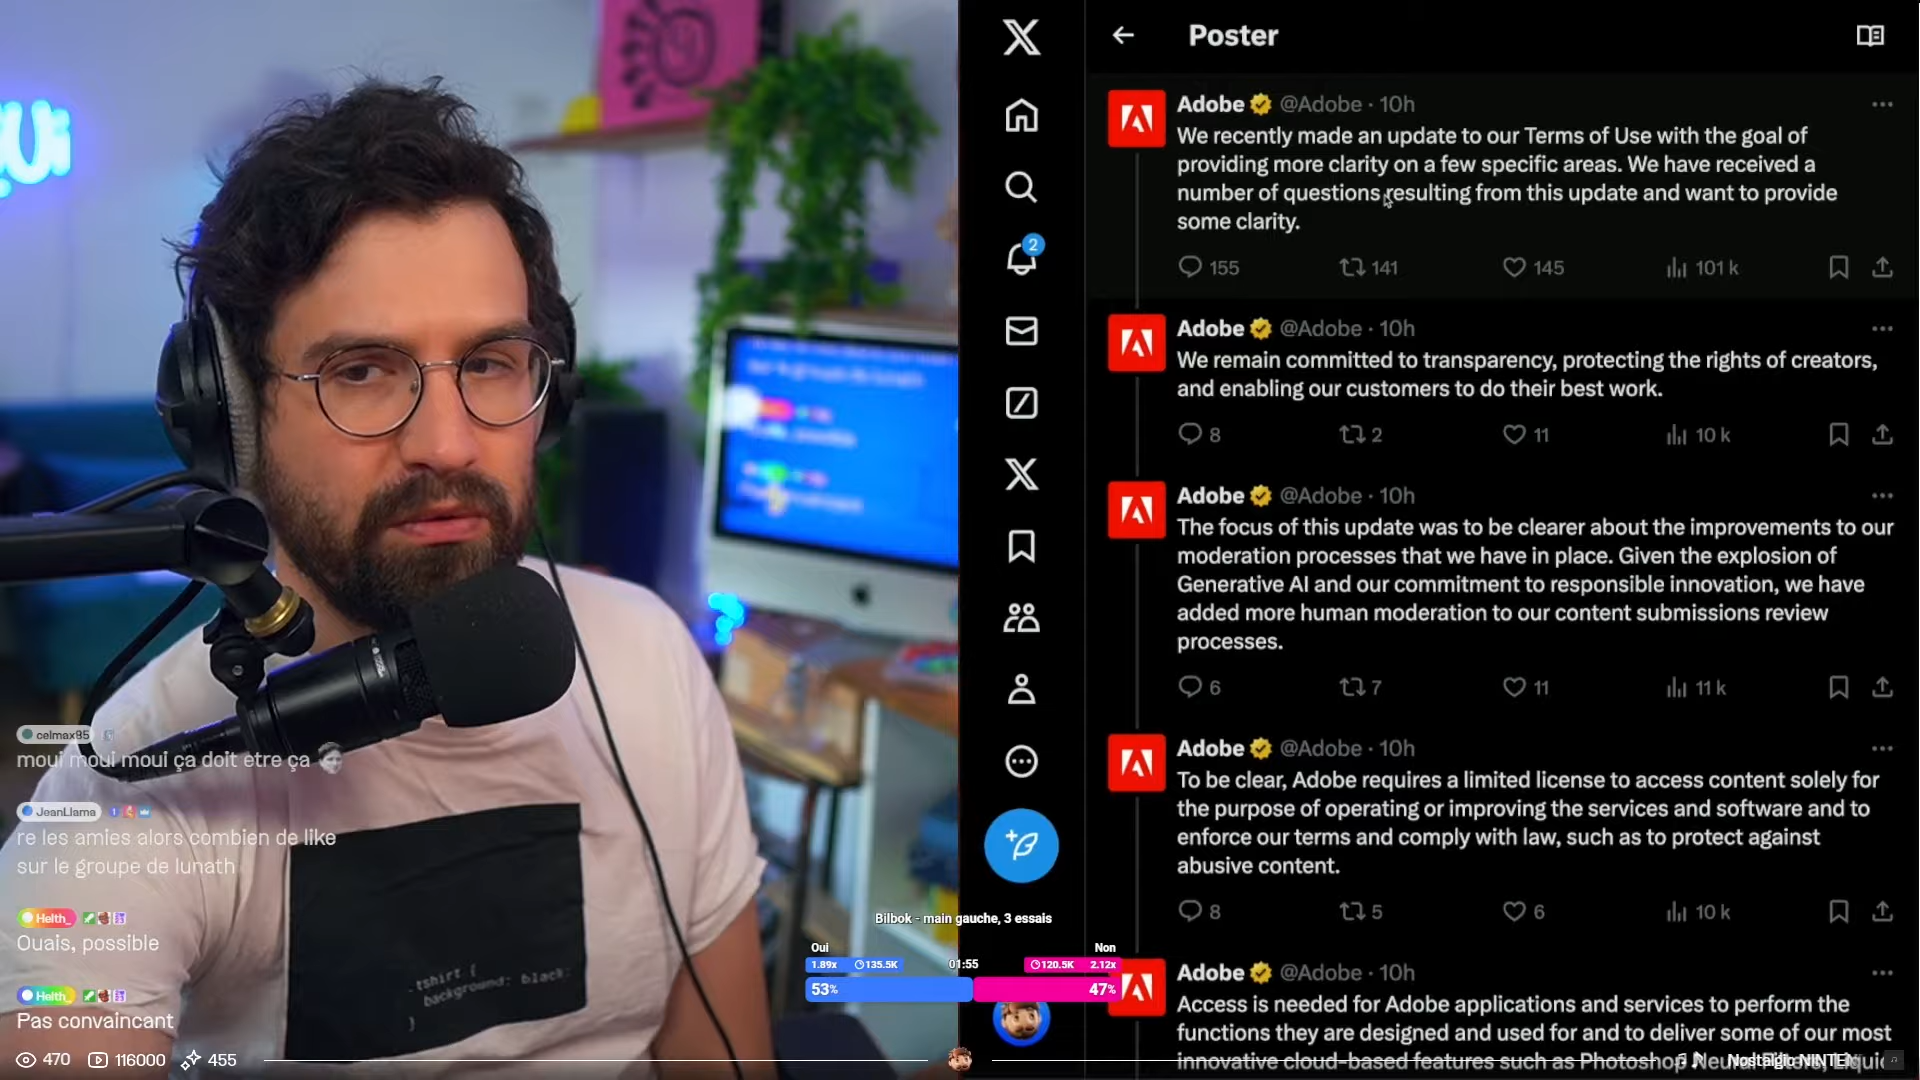 celmax85
moui moui moui ça doit etre ça
JeanLlama
re les amies alors combien de like
sur le groupe de lunath
Helth_
Ouais, possible
Helth_
Pas convaincant
470 116000 455
.tshirt {
background: black;
}
Bilbok - main gauche, 3 essais
Oui Non
1.89x 135.5K 01:55 120.5K 2.12x
53% 47%
2
Poster
Adobe @Adobe · 10h
We recently made an update to our Terms of Use with the goal of
providing more clarity on a few specific areas. We have received a
number of questions resulting from this update and want to provide
some clarity.
155 141 145 101 k
Adobe @Adobe · 10h
We remain committed to transparency, protecting the rights of creators,
and enabling our customers to do their best work.
8 2 11 10 k
Adobe @Adobe · 10h
The focus of this update was to be clearer about the improvements to our
moderation processes that we have in place. Given the explosion of
Generative AI and our commitment to responsible innovation, we have
added more human moderation to our content submissions review
processes.
6 7 11 11 k
Adobe @Adobe · 10h
To be clear, Adobe requires a limited license to access content solely for
the purpose of operating or improving the services and software and to
enforce our terms and comply with law, such as to protect against
abusive content.
8 5 6 10 k
Adobe @Adobe · 10h
Access is needed for Adobe applications and services to perform the
functions they are designed and used for and to deliver some of our most
innovative cloud-based features such as Photoshop